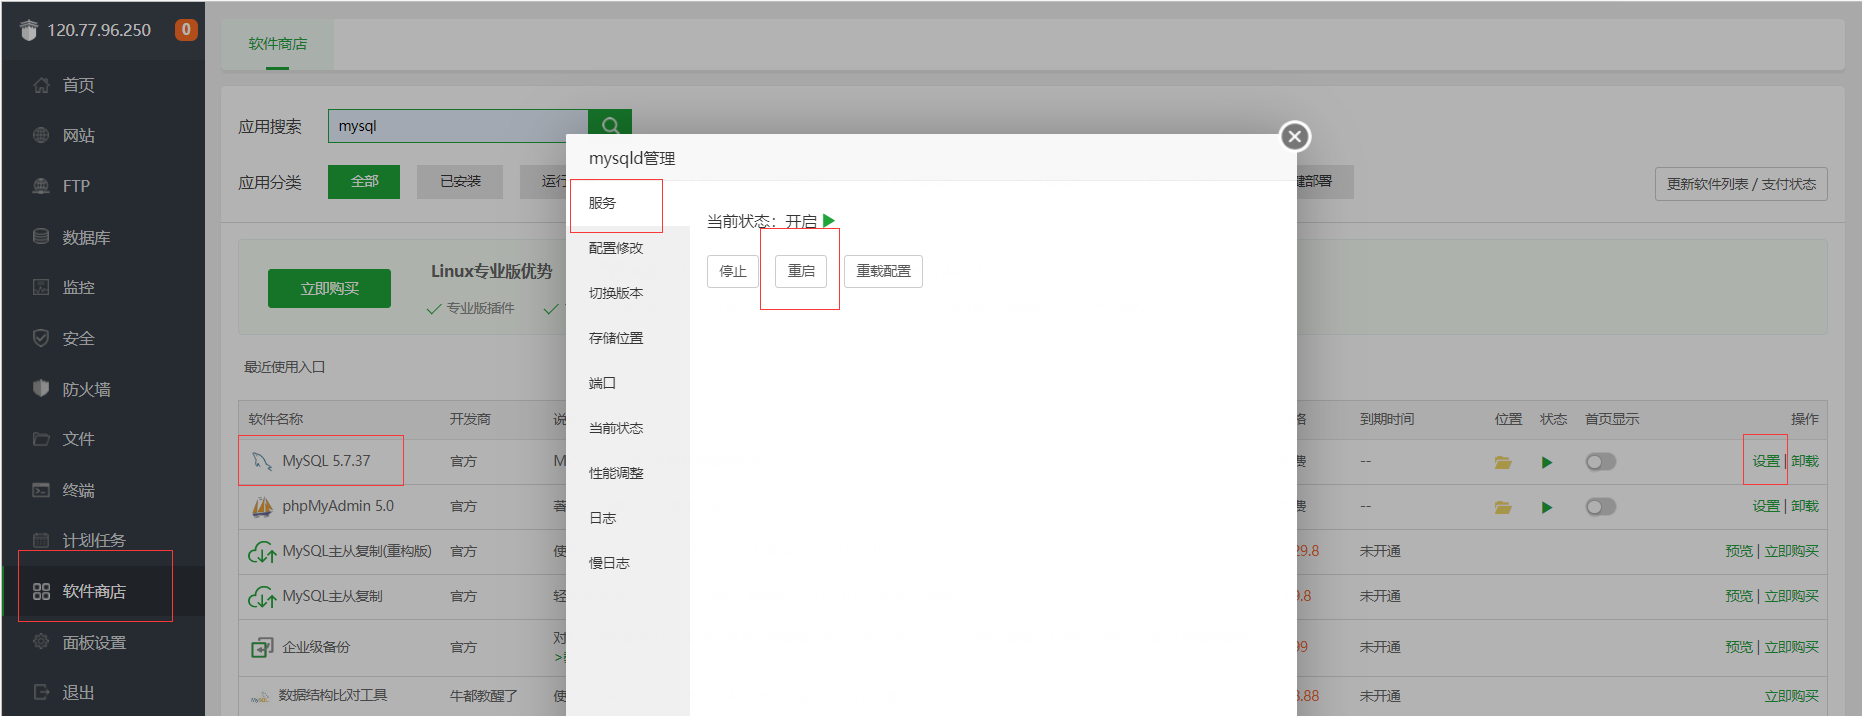 120.77.96.250 0
首页
网站
FTP
数据库
监控
安全
防火墙
文件
终端
计划任务
软件商店
面板设置
退出
软件商店
应用搜索 mysql
应用分类 全部 已安装 运行 建部署
更新软件列表 / 支付状态
立即购买
Linux专业版优势
专业版插件
最近使用入口
软件名称 开发商 说 到期时间 位置 状态 首页显示 操作
MySQL 5.7.37 官方 M 费 -- 设置 | 卸载
phpMyAdmin 5.0 官方 著 费 -- 设置 | 卸载
MySQL主从复制(重构版) 官方 使 29.8 未开通 预览 | 立即购买
MySQL主从复制 官方 轻 9.8 未开通 预览 | 立即购买
企业级备份 官方 对 99 未开通 预览 | 立即购买
数据结构比对工具 牛都教醒了 使 8.88 未开通 立即购买
mysqld管理
服务
配置修改
切换版本
存储位置
端口
当前状态
性能调整
日志
慢日志
当前状态：开启
停止 重启 重载配置